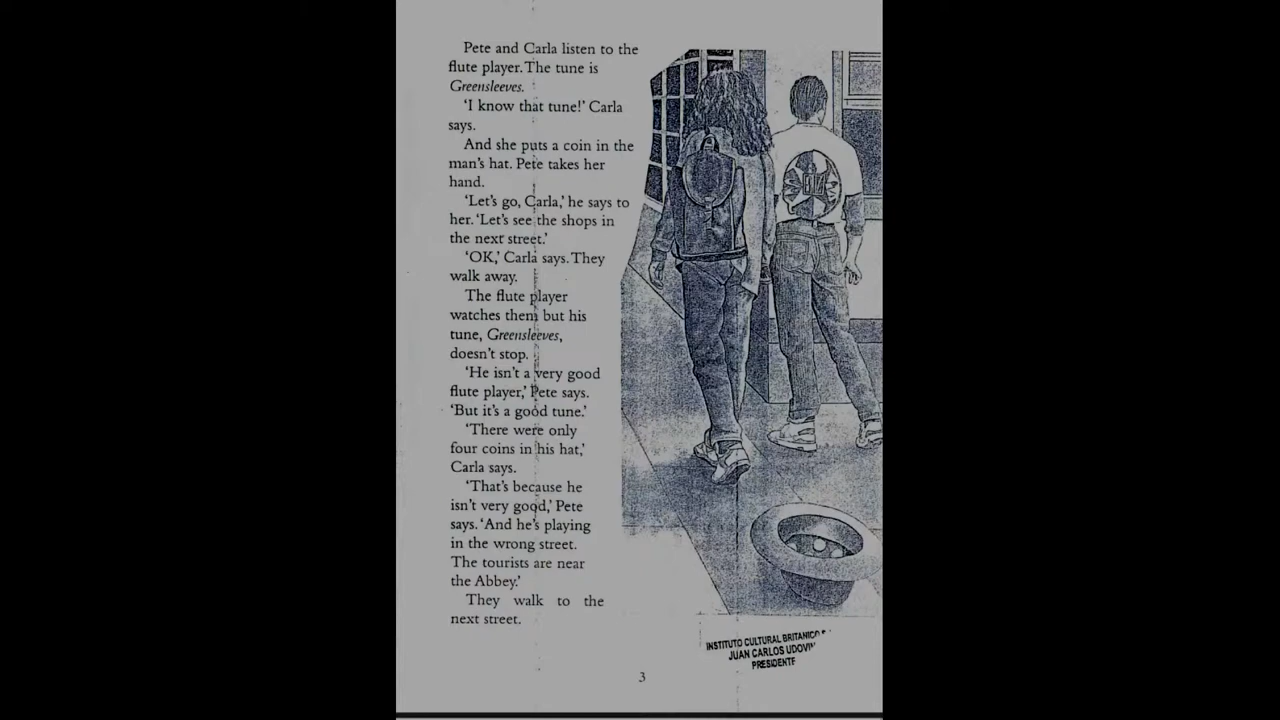 Pete and Carla listen to the
flute player. The tune is
Greensleeves.
‘I know that tune!’ Carla
says.
And she puts a coin in the
man’s hat. Pete takes her
hand.
‘Let’s go, Carla,’ he says to
her. ‘Let’s see the shops in
the next street.’
‘OK,’ Carla says. They
walk away.
The flute player
watches them but his
tune, Greensleeves,
doesn’t stop.
‘He isn’t a very good
flute player,’ Pete says.
‘But it’s a good tune.’
‘There were only
four coins in his hat,’
Carla says.
‘That’s because he
isn’t very good,’ Pete
says. ‘And he’s playing
in the wrong street.
The tourists are near
the Abbey.’
They walk to the
next street.
INSTITUTO CULTURAL BRITANICO
JUAN CARLOS
PRESIDENTE
3